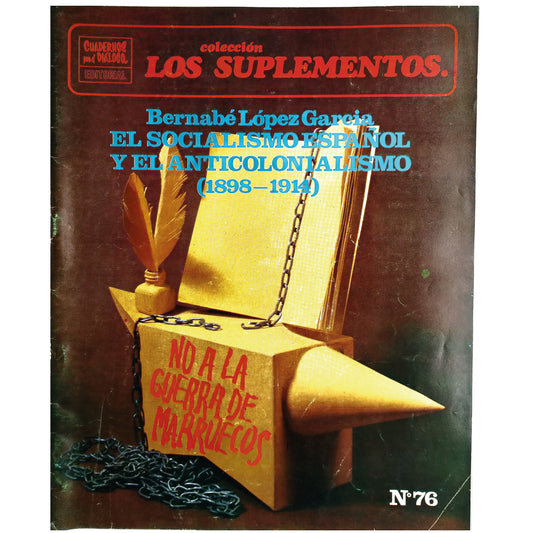 CUADERNOS
para el DIÁLOGO
EDITORIAL
colección
LOS SUPLEMENTOS.
Bernabé López Garcia
EL SOCIALISMO ESPAÑOL
Y EL ANTICOLONIALISMO
(1898-1914)
NO A LA
GUERRA DE
MARRUECOS
Nº76